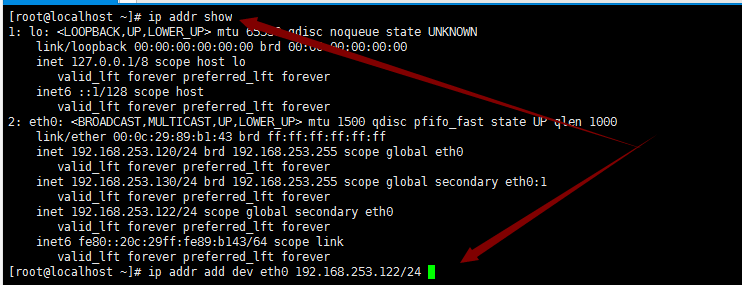 [root@localhost ~]# ip addr show
1: lo: <LOOPBACK,UP,LOWER_UP> mtu qdisc noqueue state UNKNOWN
link/loopback 00:00:00:00:00:00 brd 00:00:00:00:00:00
inet 127.0.0.1/8 scope host lo
valid_lft forever preferred_lft forever
inet6 ::1/128 scope host
valid_lft forever preferred_lft forever
2: eth0: <BROADCAST,MULTICAST,UP,LOWER_UP> mtu 1500 qdisc pfifo_fast state UP qlen 1000
link/ether 00:0c:29:89:b1:43 brd ff:ff:ff:ff:ff:ff
inet 192.168.253.120/24 brd 192.168.253.255 scope global eth0
valid_lft forever preferred_lft forever
inet 192.168.253.130/24 brd 192.168.253.255 scope global secondary eth0:1
valid_lft forever preferred_lft forever
inet 192.168.253.122/24 scope global secondary eth0
valid_lft forever preferred_lft forever
inet6 fe80::20c:29ff:fe89:b143/64 scope link
valid_lft forever preferred_lft forever
[root@localhost ~]# ip addr add dev eth0 192.168.253.122/24